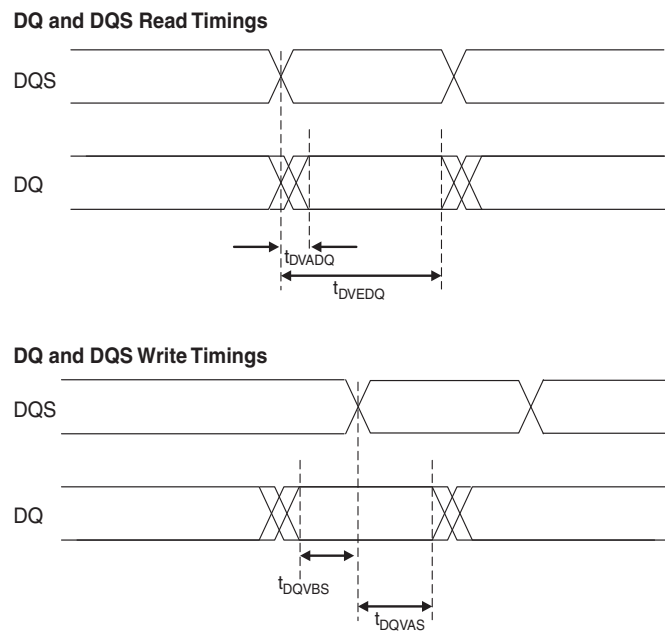 DQ and DQS Read Timings
DQS
DQ
tDVADQ
tDVEDQ
DQ and DQS Write Timings
DQS
DQ
tDQVBS
tDQVAS